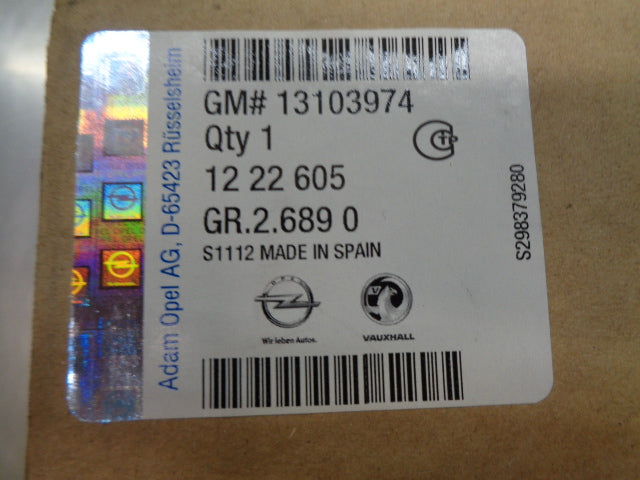 GM# 13103974
Qty 1
12 22 605
GR.2.689 0
S1112 MADE IN SPAIN
OPEL
Wir leben Autos.
VAUXHALL
Adam Opel AG, D-65423 Rüsselsheim
S298379280